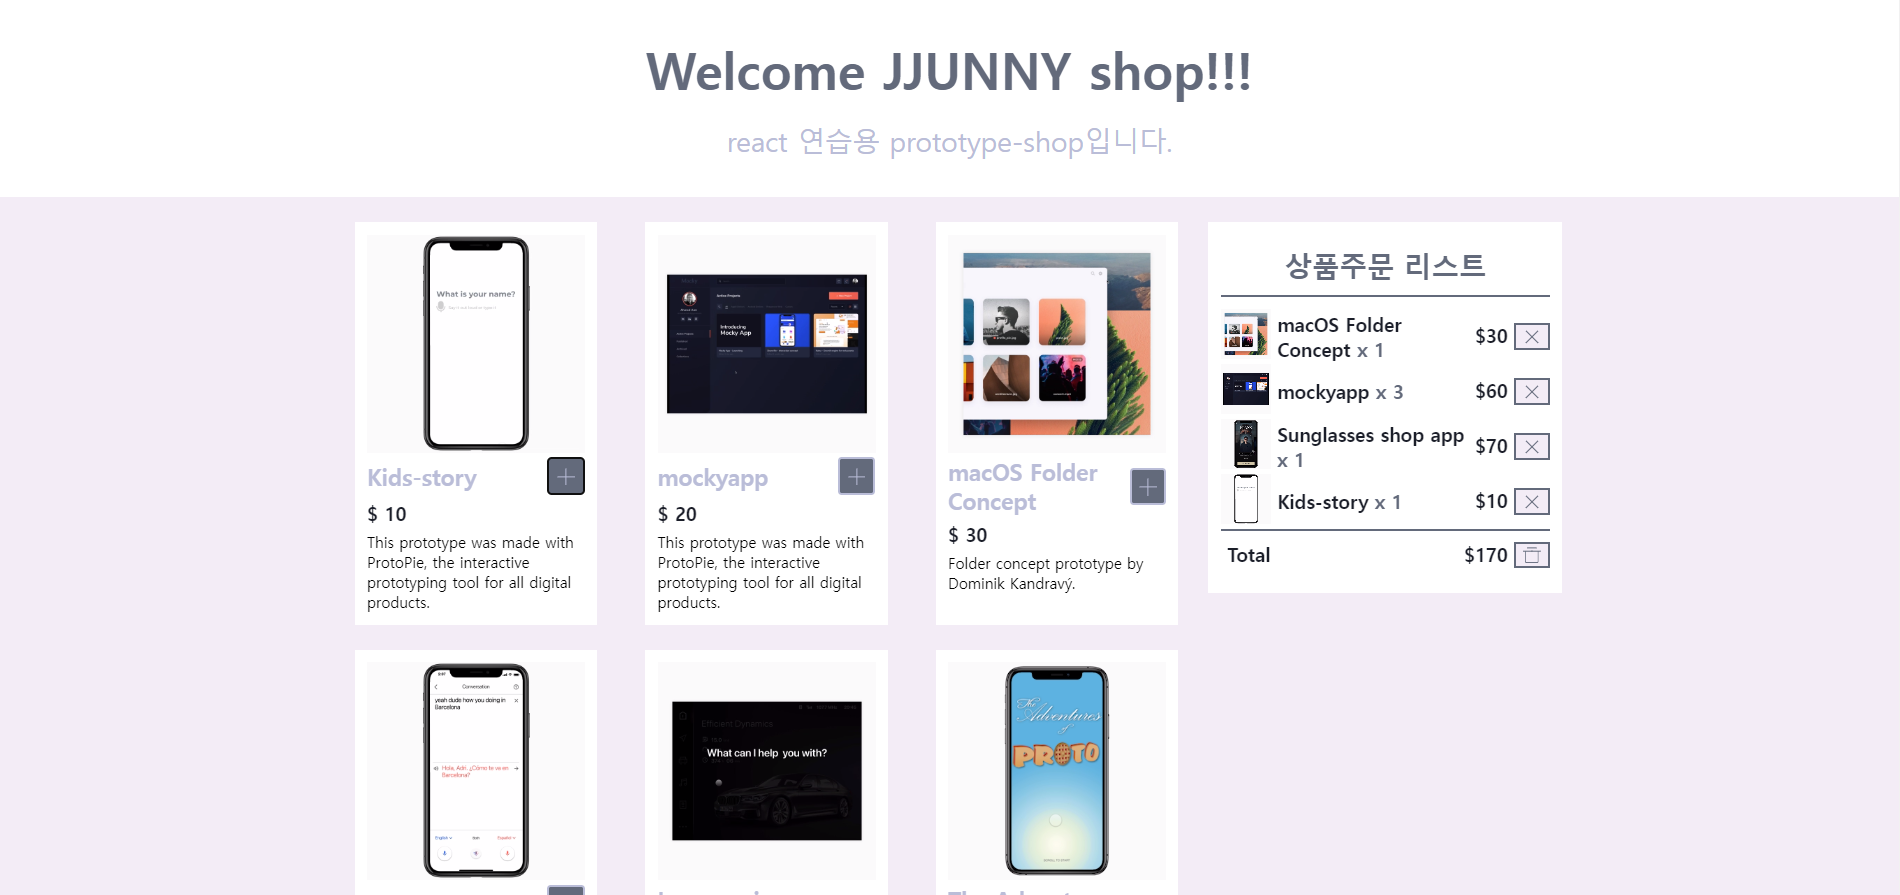 Welcome JJUNNY shop!!!
react 연습용 prototype-shop입니다.
What is your name?
Kids-story
$ 10
This prototype was made with
ProtoPie, the interactive
prototyping tool for all digital
products.
Active Projects
Introducing
Mocky App
mockyapp
$ 20
This prototype was made with
ProtoPie, the interactive
prototyping tool for all digital
products.
macOS Folder
Concept
$ 30
Folder concept prototype by
Dominik Kandravý.
상품주문 리스트
macOS Folder
Concept x 1
$30
mockyapp x 3
$60
Sunglasses shop app
x 1
$70
Kids-story x 1
$10
Total
$170
Conversation
yeah dude how you doing in
Barcelona
Hola, Adri. ¿Cómo te va en
Barcelona?
English
Español
Efficient Dynamics
What can I help you with?
The
Adventures
of
PROTO